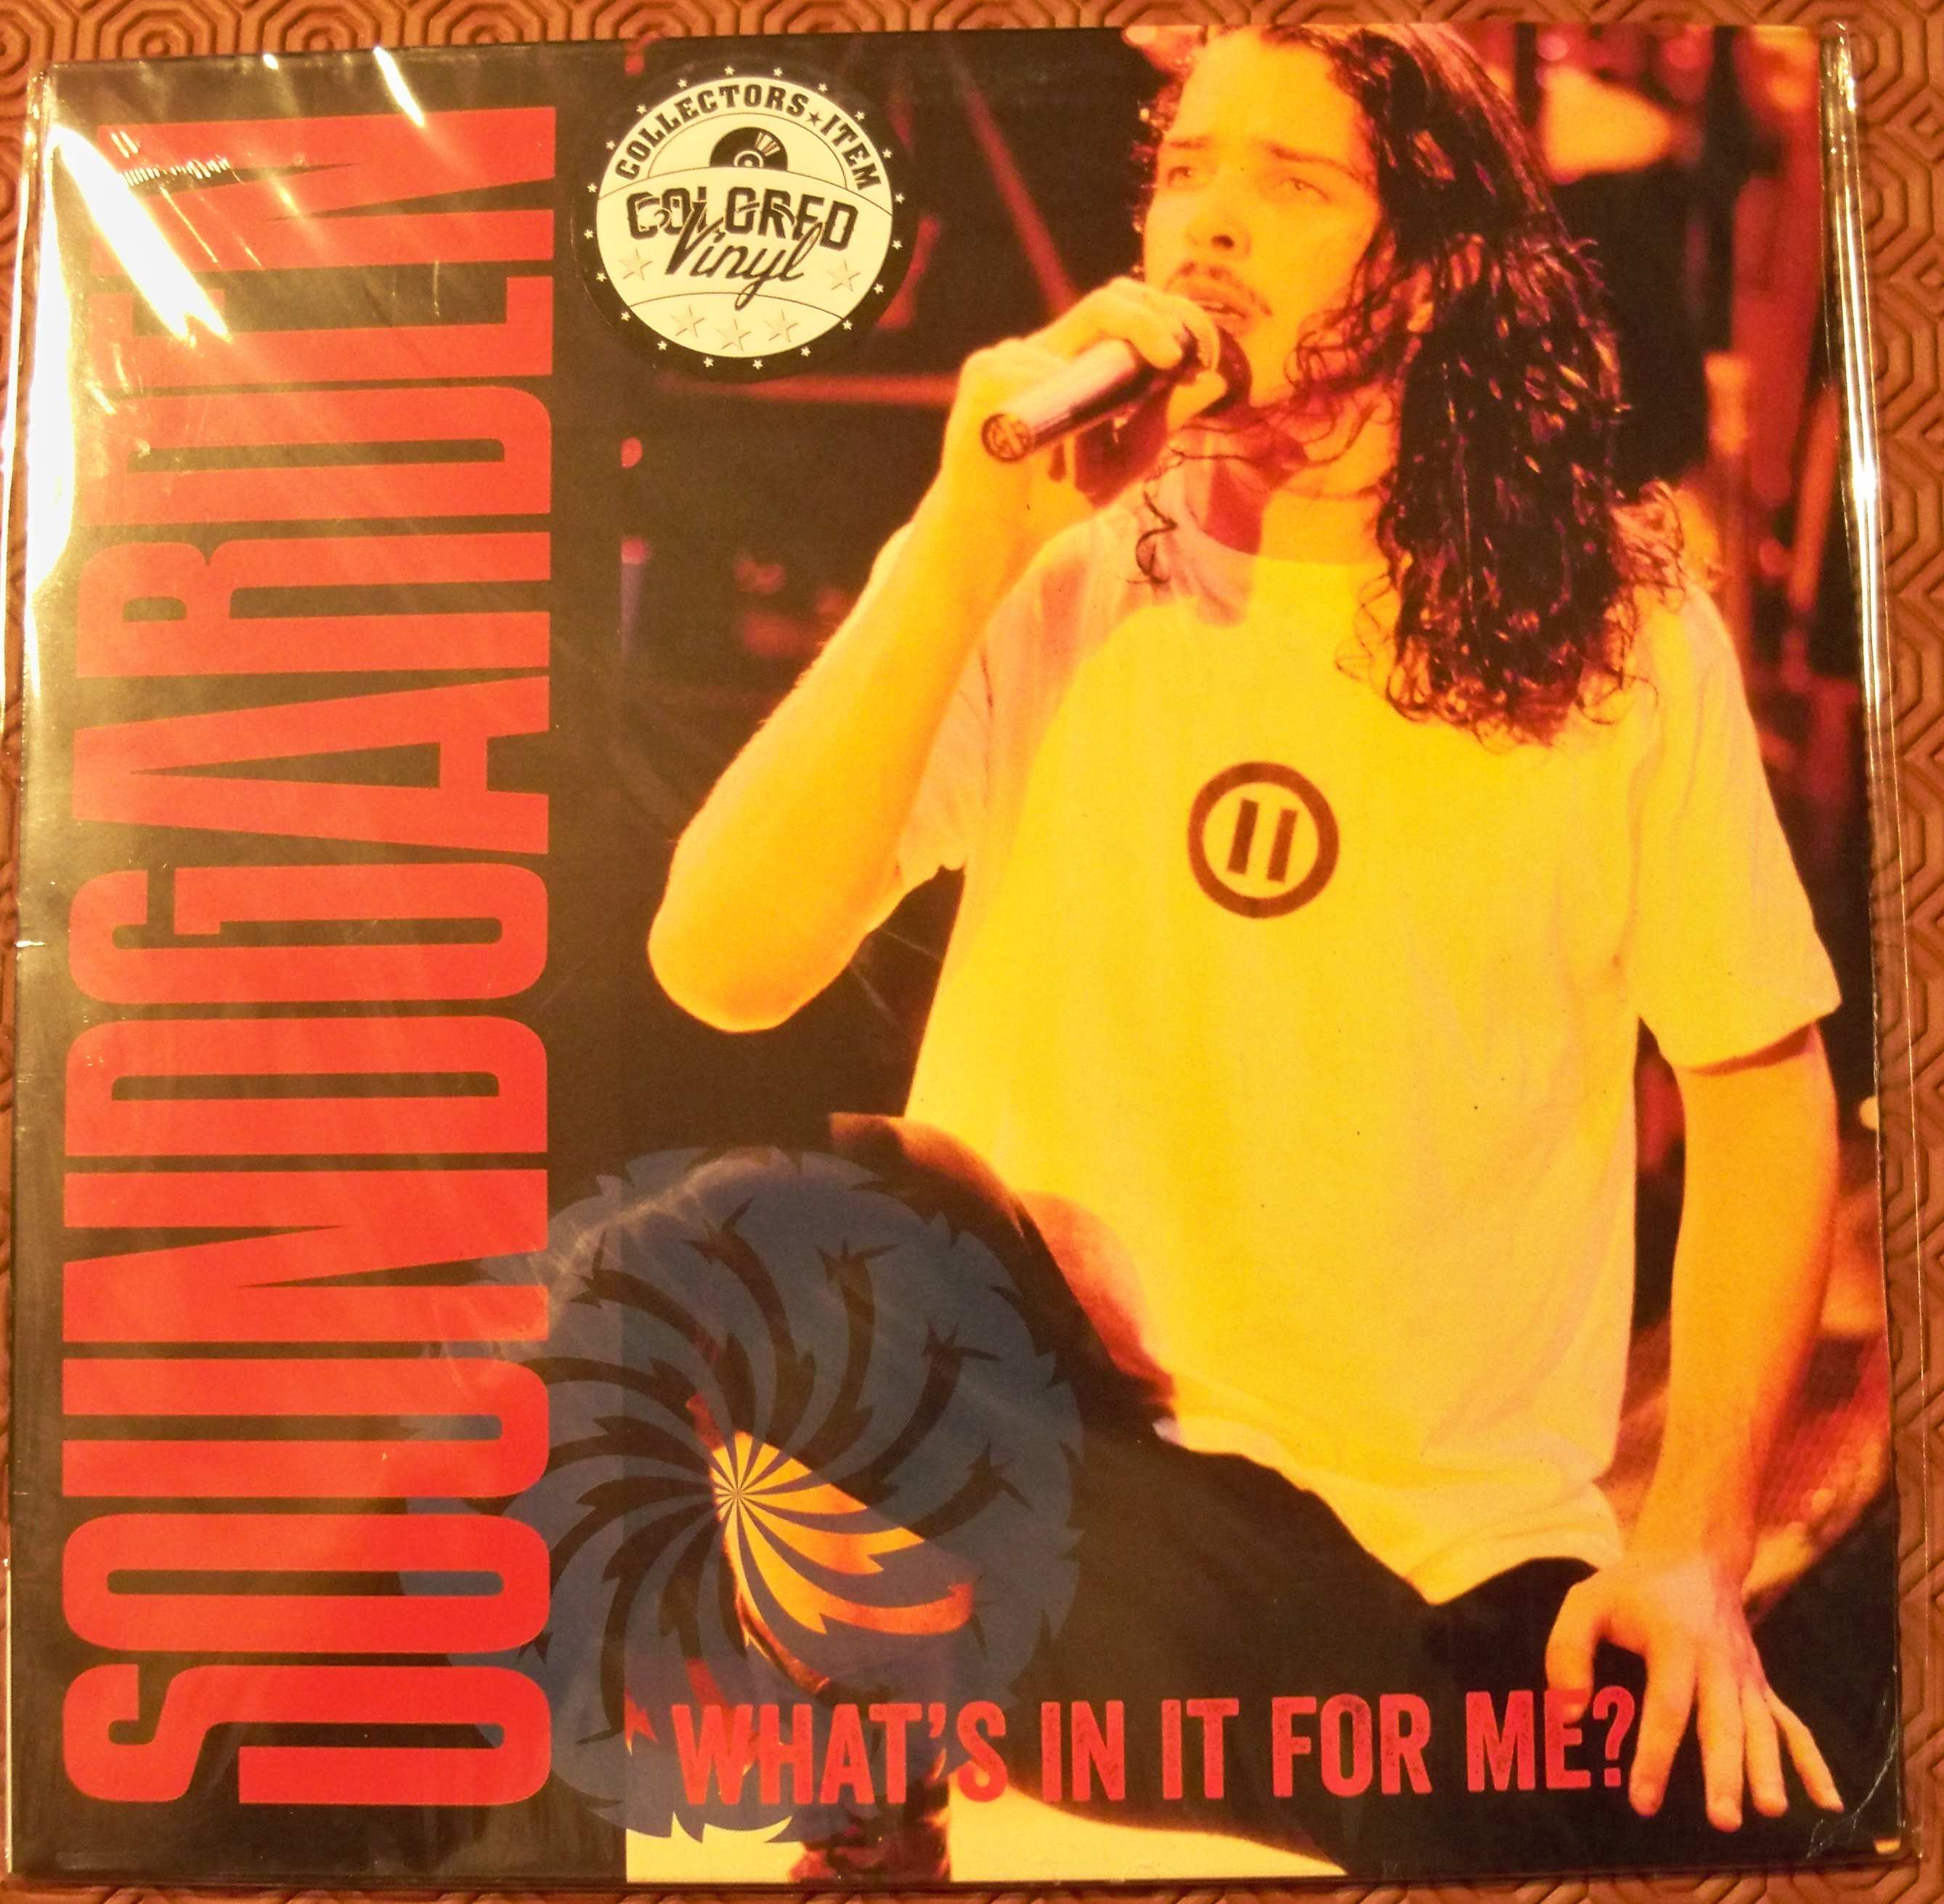 SOUNDGARDEN
COLLECTORS★ITEM
COLORED
Vinyl
WHAT'S IN IT FOR ME?